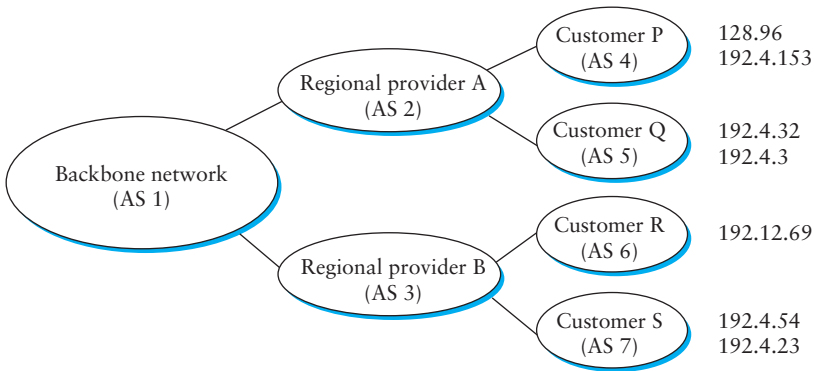 Backbone network
(AS 1)
Regional provider A
(AS 2)
Regional provider B
(AS 3)
Customer P
(AS 4)
128.96
192.4.153
Customer Q
(AS 5)
192.4.32
192.4.3
Customer R
(AS 6)
192.12.69
Customer S
(AS 7)
192.4.54
192.4.23